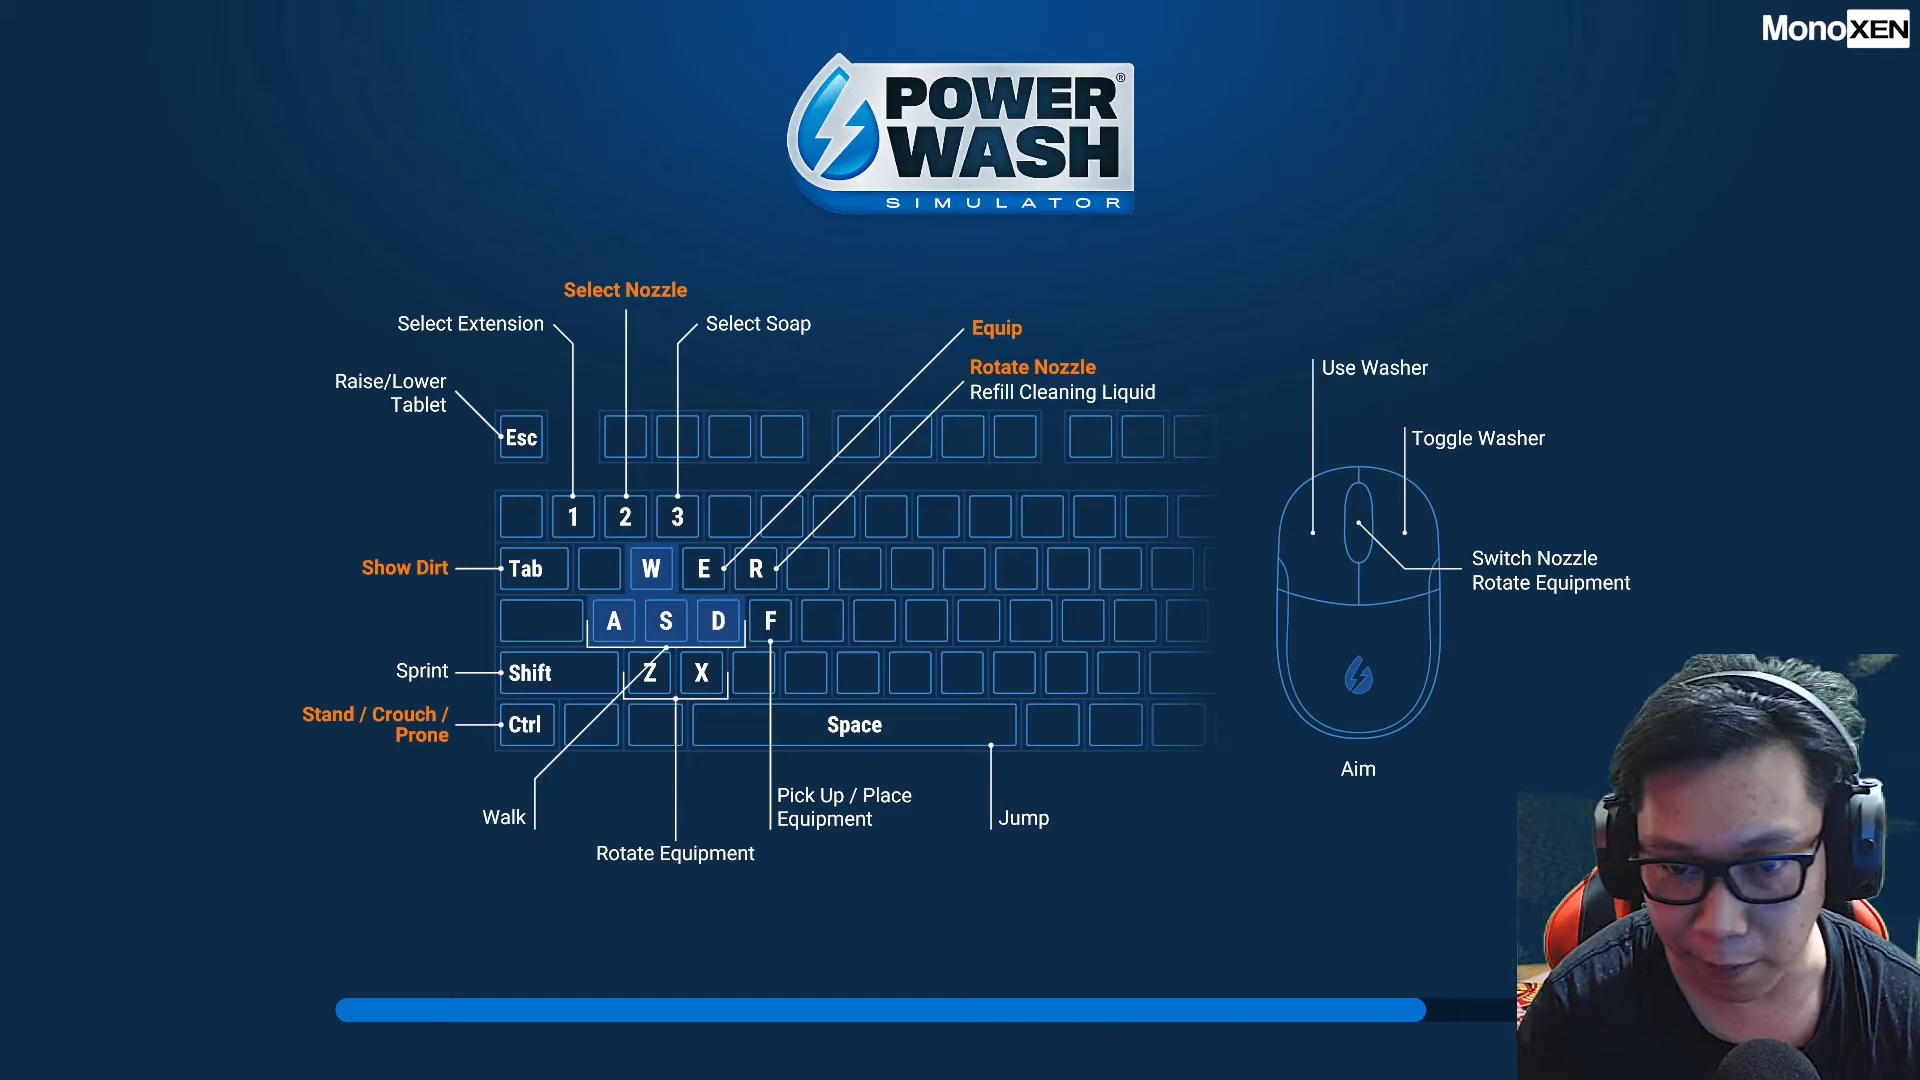 MonoXEN
POWER®
WASH
SIMULATOR
Select Nozzle
Select Extension
Select Soap
Equip
Rotate Nozzle
Refill Cleaning Liquid
Raise/Lower
Tablet
Use Washer
Toggle Washer
Esc
1 2 3
Show Dirt
Tab W E R
Switch Nozzle
Rotate Equipment
A S D F
Sprint
Shift Z X
Stand / Crouch /
Prone
Ctrl Space
Aim
Walk
Pick Up / Place
Equipment
Jump
Rotate Equipment